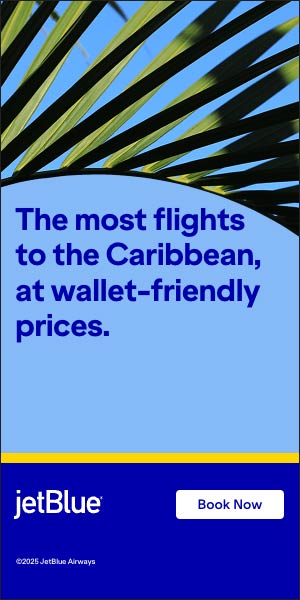 The most flights
to the Caribbean,
at wallet-friendly
prices.
jetBlue
Book Now
©2025 JetBlue Airways